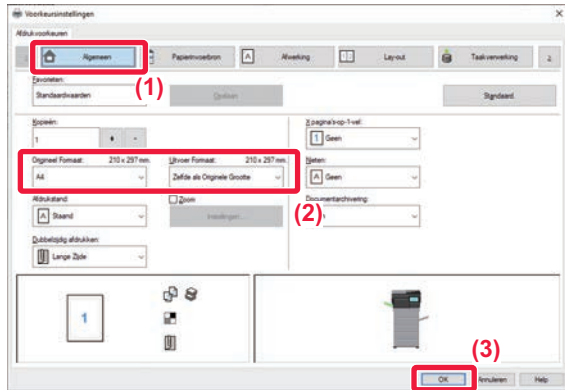 Voorkeursinstellingen
Afdrukvoorkeuren
Algemeen
Papierinvoerbron
Afwerking
Lay-out
Taakverwerking
(1)
Favorieten:
Standaardwaarden
Opslaan
Standaard
Kopieën:
1
X pagina's-op-1-vel:
Geen
Origineel Formaat: 210 x 297 mm.
Uitvoer Formaat: 210 x 297 mm.
Nieten:
A4
Zelfde als Originele Grootte
Geen
Afdrukstand:
Zoom
Documentarchivering:
(2)
Staand
Instellingen...
Dubbelzijdig afdrukken:
Lange Zijde
1
(3)
OK
Annuleren
Help